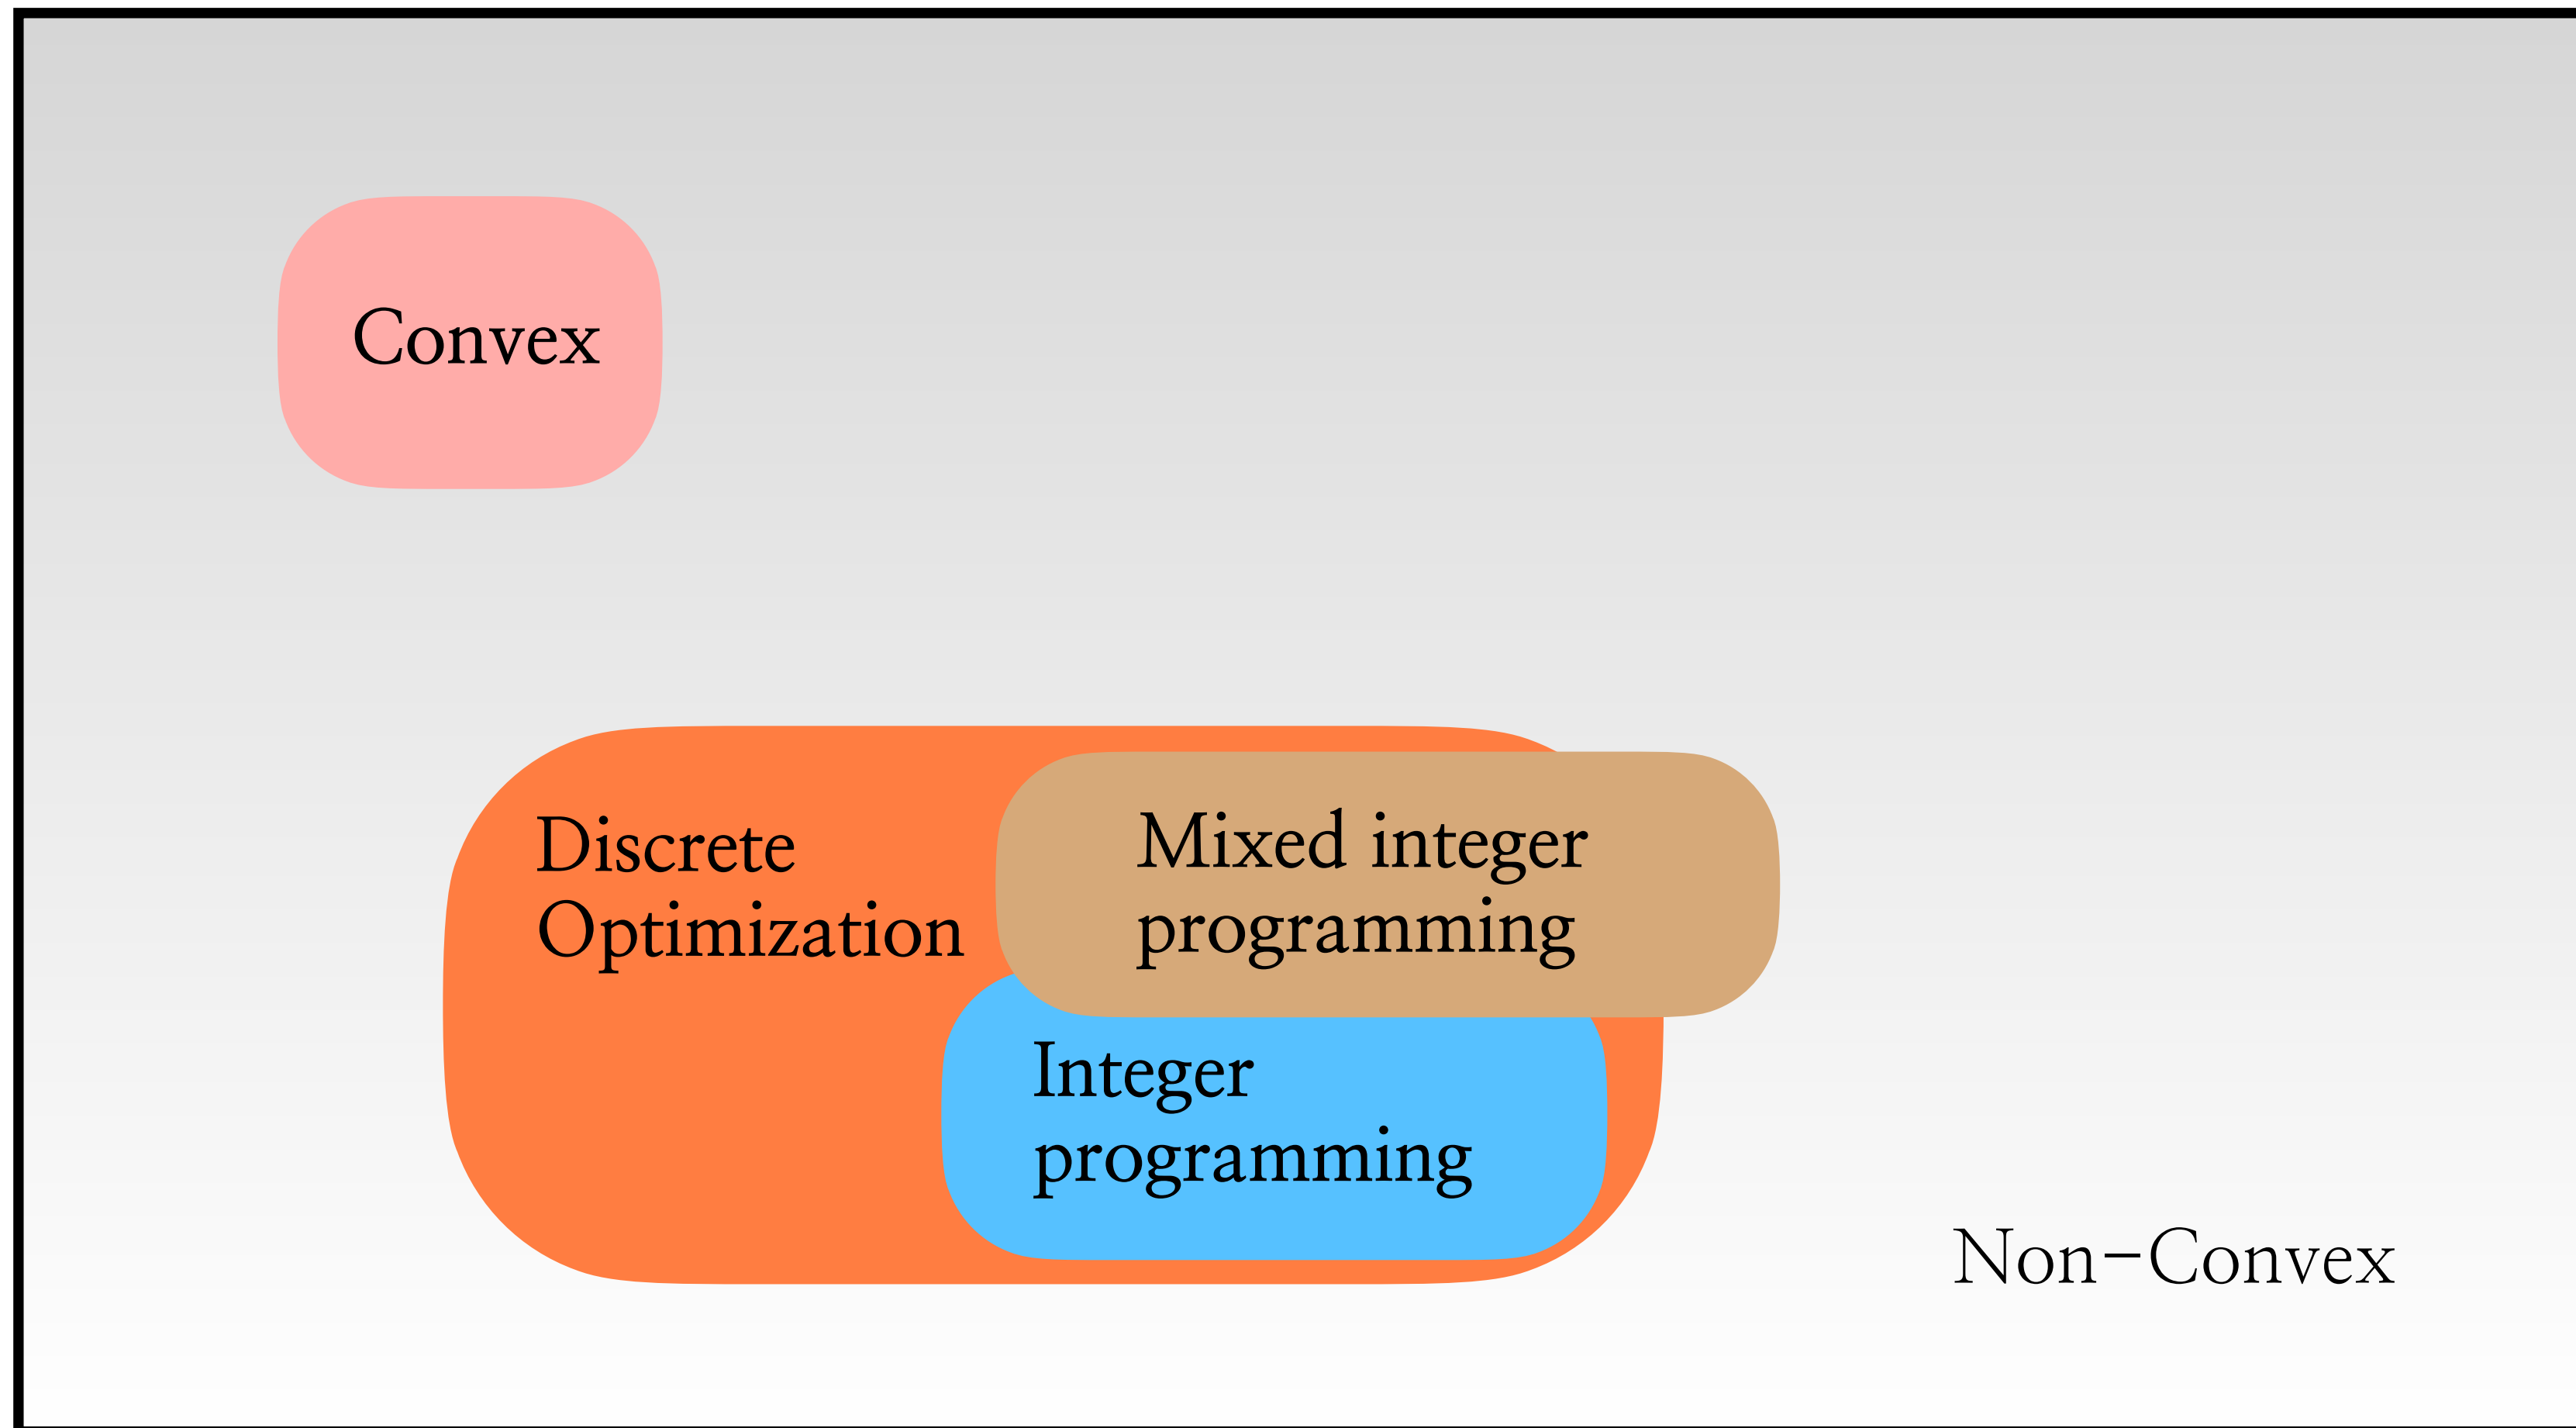 Convex
Discrete
Optimization
Mixed integer
programming
Integer
programming
Non-Convex